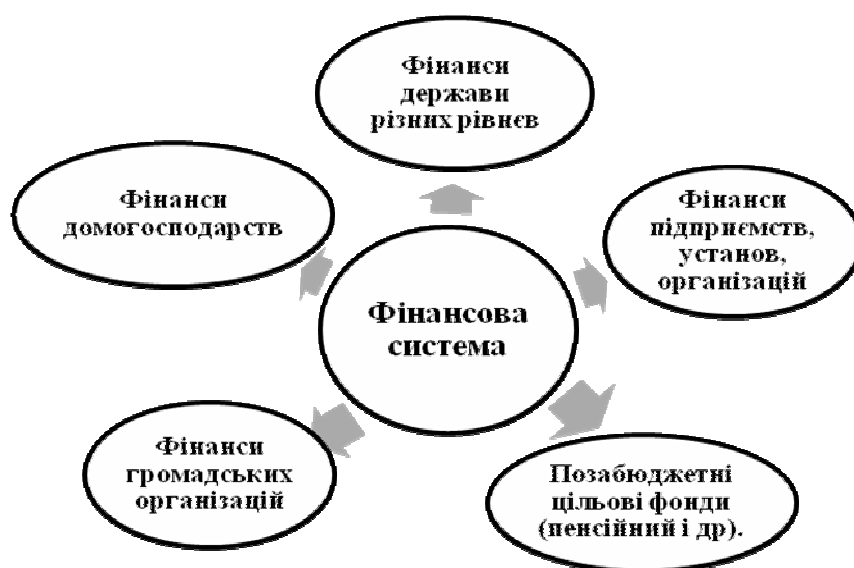 Фінанси
держави
різних рівнєв
Фінанси
домогосподарств
Фінанси
підприємств,
установ,
організацій
Фінансова
система
Фінанси
громадських
організацій
Позабюджетні
цільові фонди
(пенсійний і др).